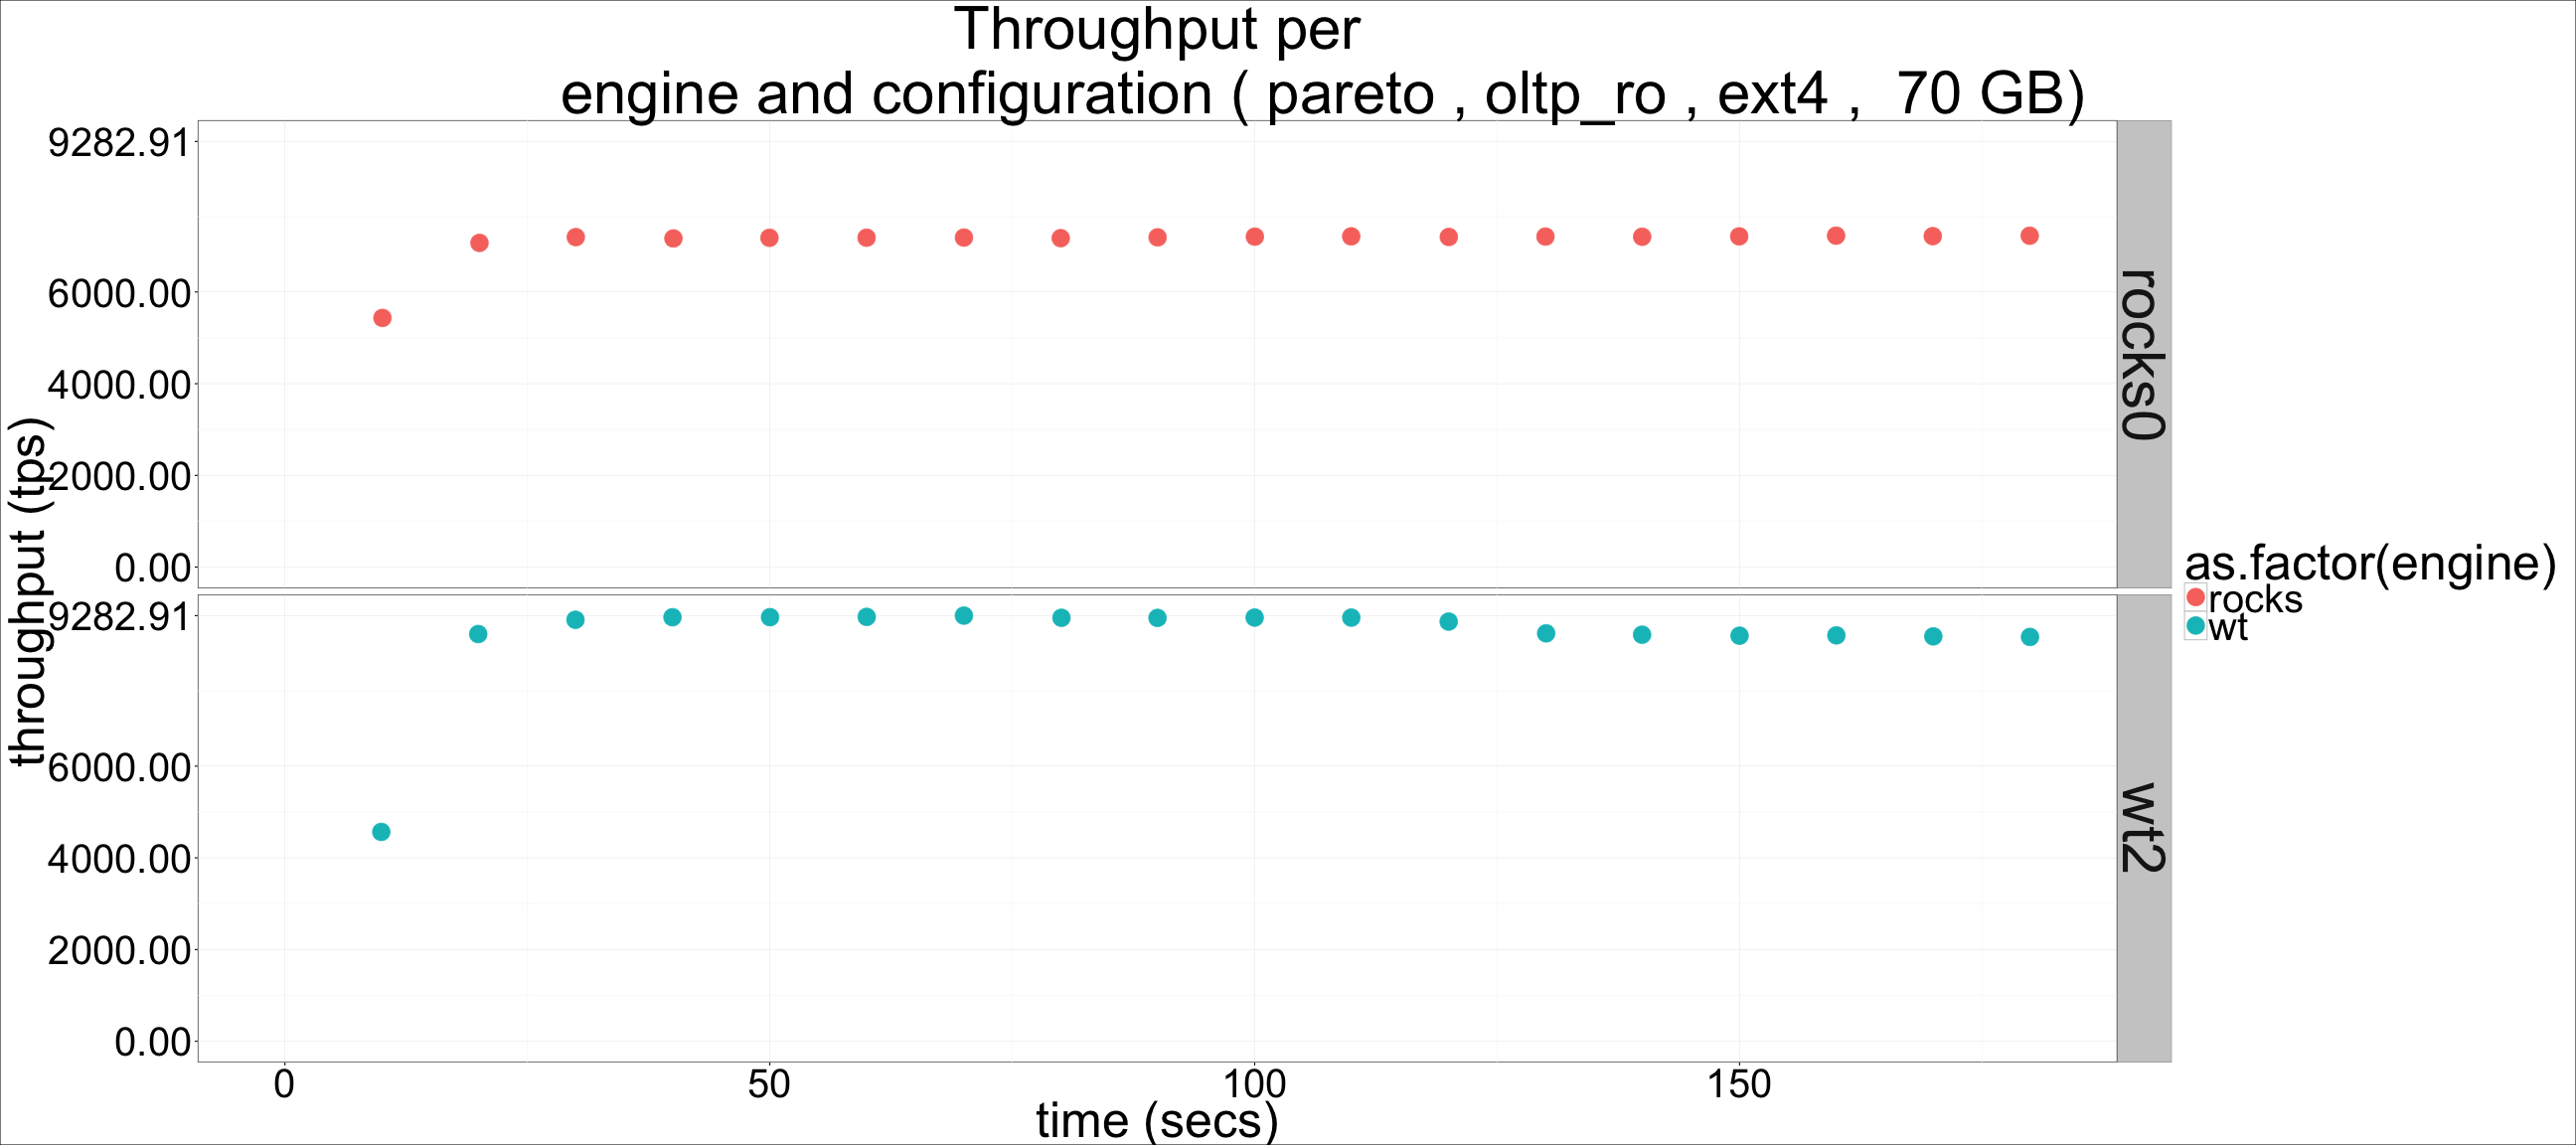 Throughput per
engine and configuration ( pareto , oltp_ro , ext4 ,  70 GB)
throughput (tps)
9282.91
6000.00
4000.00
2000.00
0.00
rocks0
9282.91
6000.00
4000.00
2000.00
0.00
wt2
0 50 100 150
time (secs)
as.factor(engine)
rocks
wt